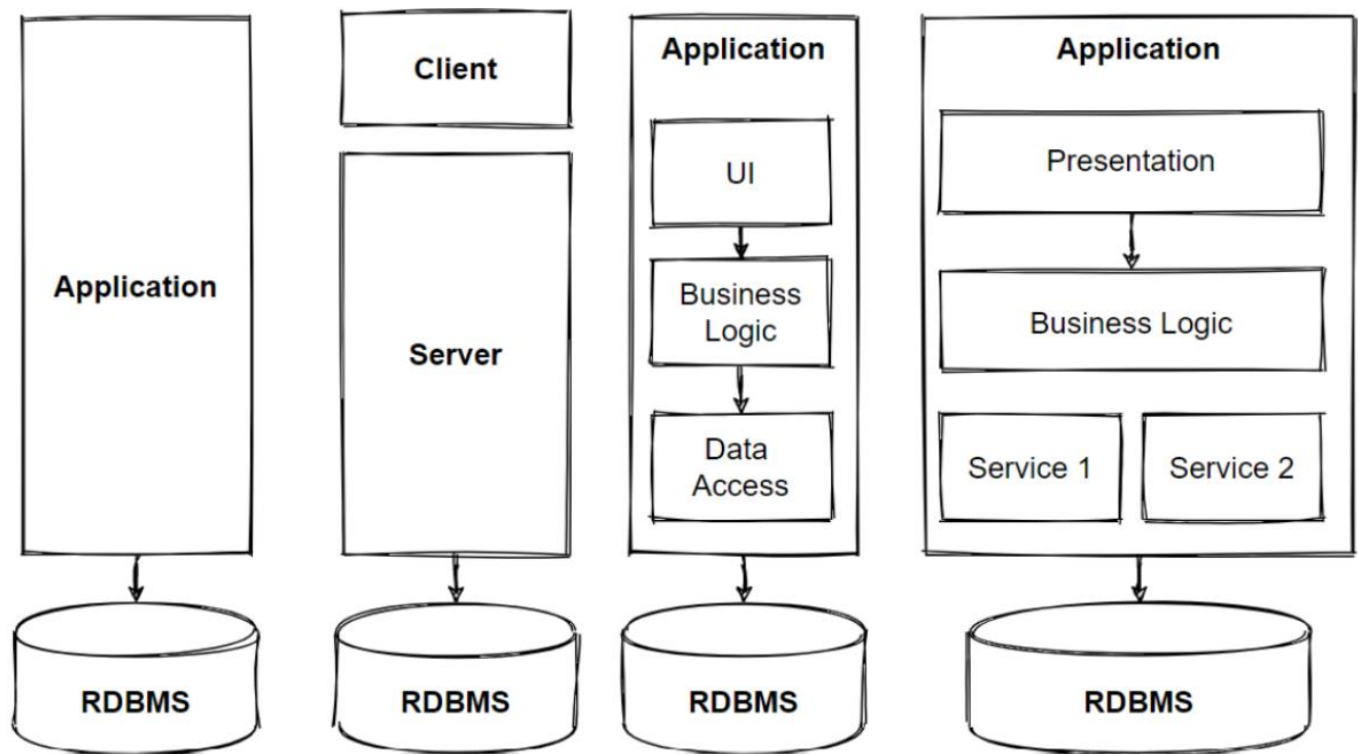 Application
RDBMS
Client
Server
RDBMS
Application
UI
Business
Logic
Data
Access
RDBMS
Application
Presentation
Business Logic
Service 1
Service 2
RDBMS